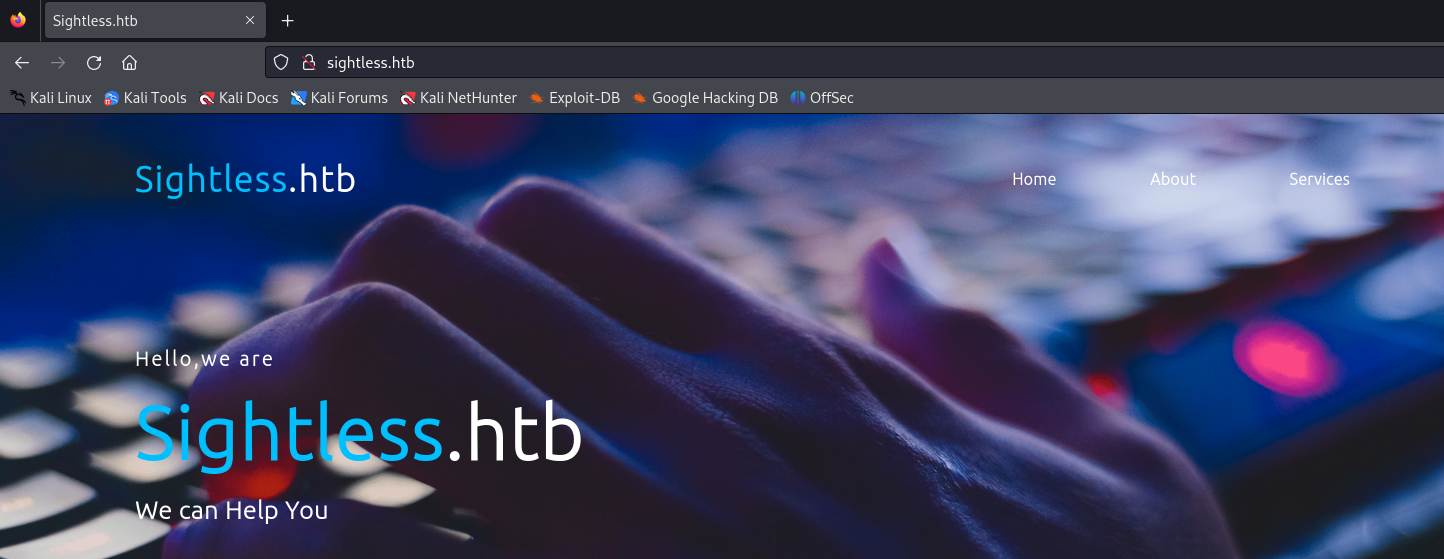 Sightless.htb
sightless.htb
Kali Linux Kali Tools Kali Docs Kali Forums Kali NetHunter Exploit-DB Google Hacking DB OffSec
Sightless.htb Home About Services
Hello,we are
Sightless.htb
We can Help You